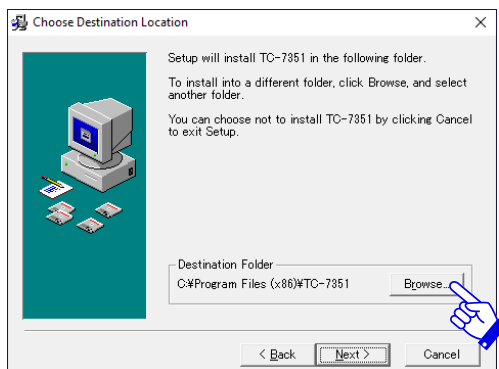 Choose Destination Location
Setup will install TC-7351 in the following folder.
To install into a different folder, click Browse, and select
another folder.
You can choose not to install TC-7351 by clicking Cancel
to exit Setup.
Destination Folder
C:¥Program Files (x86)¥TC-7351
Browse...
< Back
Next >
Cancel